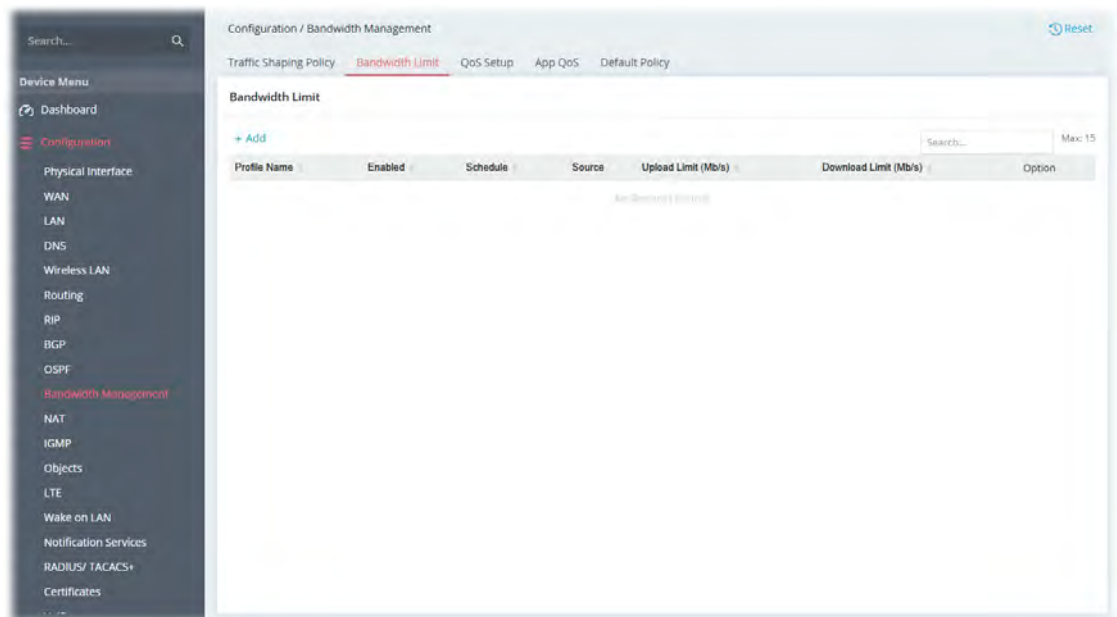 Search...
Device Menu
Dashboard
Configuration
Physical Interface
WAN
LAN
DNS
Wireless LAN
Routing
RIP
BGP
OSPF
Bandwidth Management
NAT
IGMP
Objects
LTE
Wake on LAN
Notification Services
RADIUS/ TACACS+
Certificates
Configuration / Bandwidth Management
Reset
Traffic Shaping Policy Bandwidth Limit QoS Setup App QoS Default Policy
Bandwidth Limit
+ Add
Search... Max: 15
Profile Name Enabled Schedule Source Upload Limit (Mb/s) Download Limit (Mb/s) Option